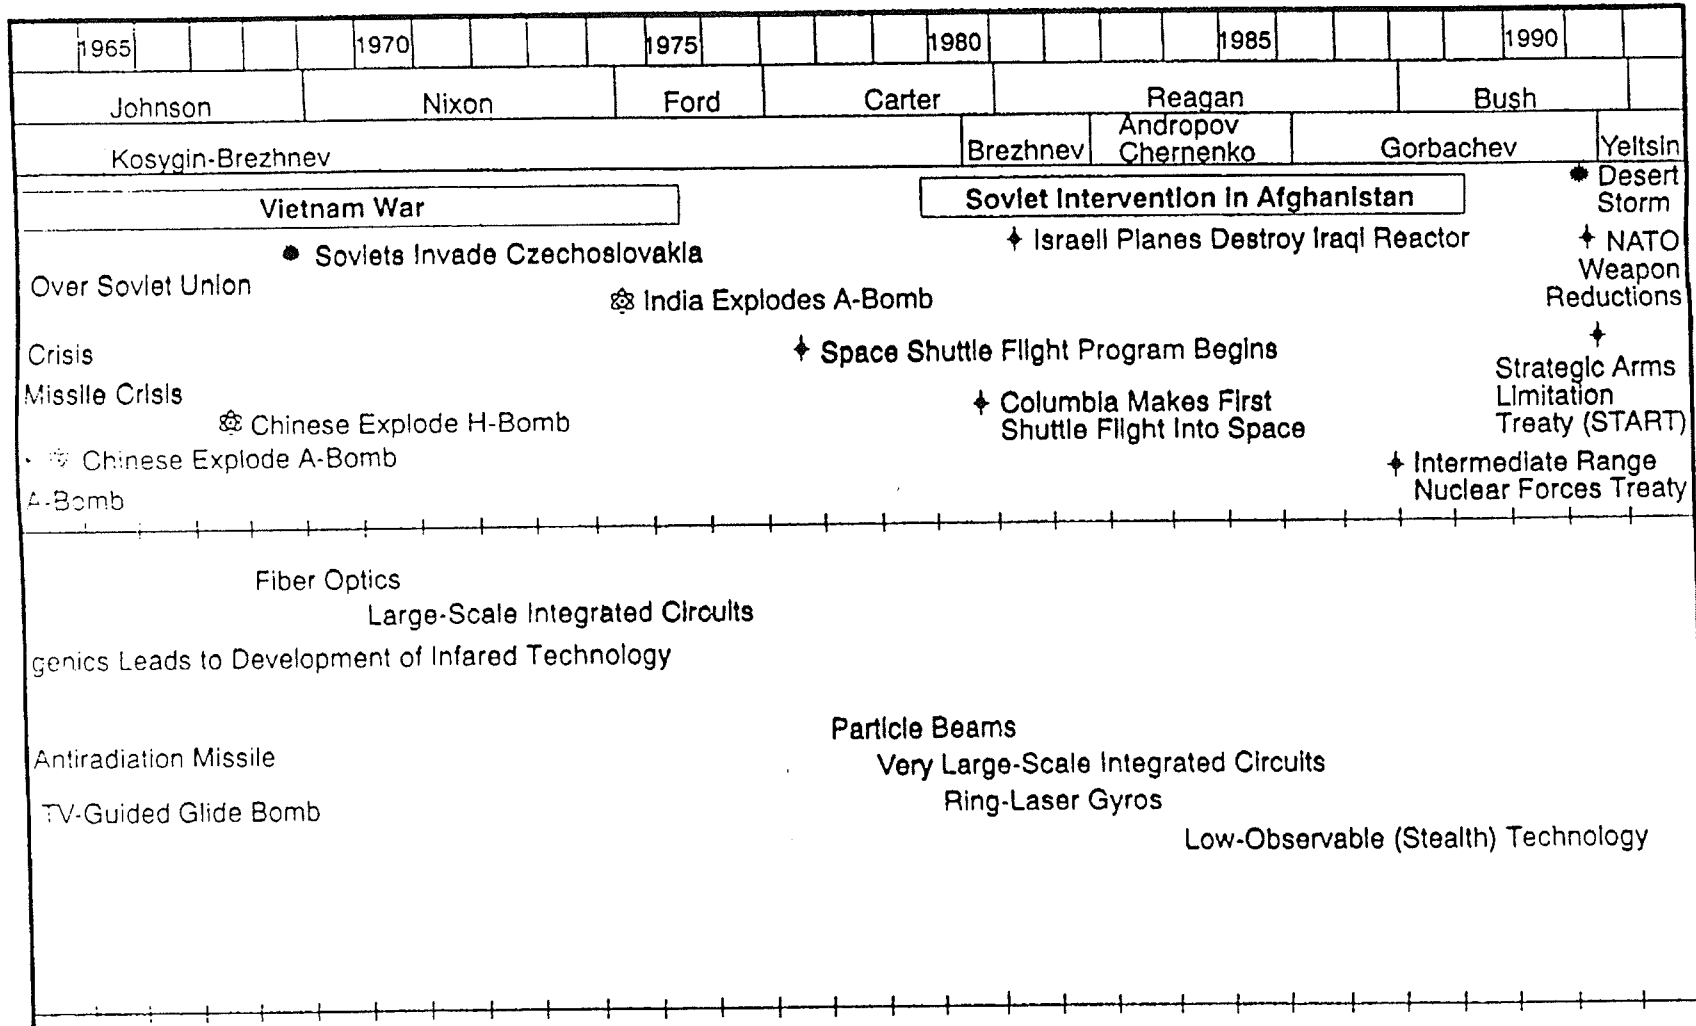 1965 1970 1975 1980 1985 1990
Johnson Nixon Ford Carter Reagan Bush
Kosygin-Brezhnev Brezhnev Andropov Gorbachev Yeltsin
Chernenko
Vietnam War
Soviet Intervention in Afghanistan
Desert
Storm
Soviets Invade Czechoslovakia
Israeli Planes Destroy Iraqi Reactor
NATO
Weapon
Reductions
Over Soviet Union
India Explodes A-Bomb
Crisis
Space Shuttle Flight Program Begins
Strategic Arms
Limitation
Treaty (START)
Missile Crisis
Chinese Explode H-Bomb
Columbia Makes First
Shuttle Flight Into Space
Chinese Explode A-Bomb
Intermediate Range
Nuclear Forces Treaty
A-Bomb
Fiber Optics
Large-Scale Integrated Circuits
genics Leads to Development of Infared Technology
Particle Beams
Antiradiation Missile
Very Large-Scale Integrated Circuits
TV-Guided Glide Bomb
Ring-Laser Gyros
Low-Observable (Stealth) Technology